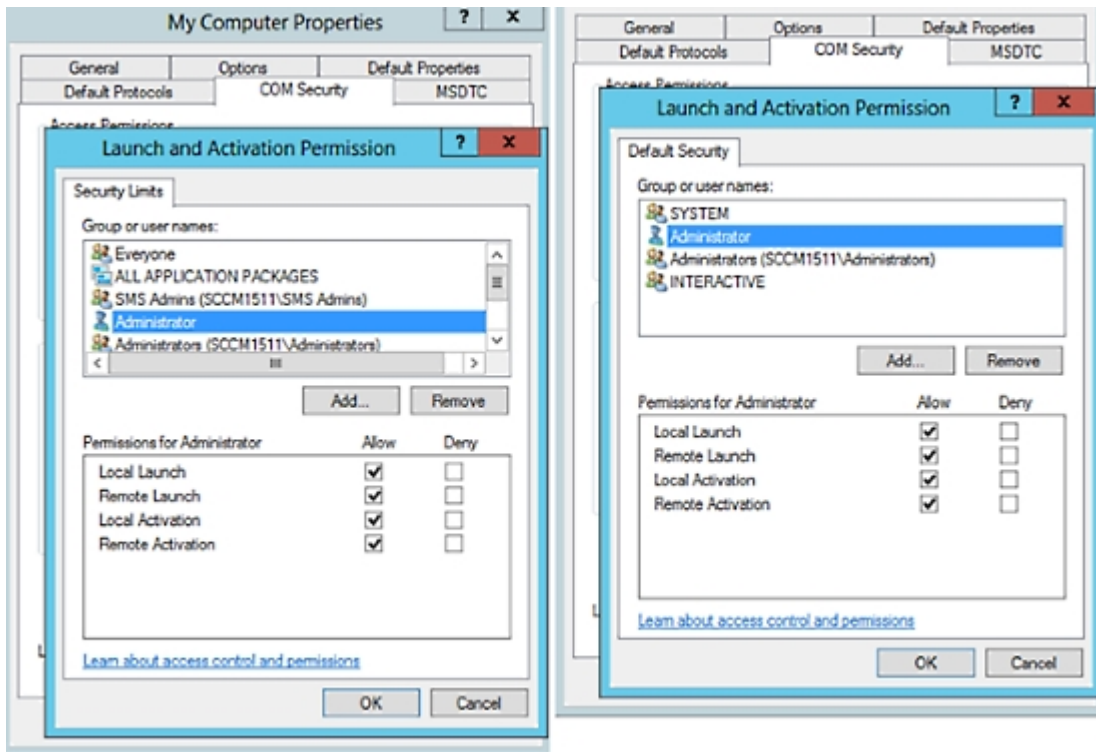 My Computer Properties
? x
General Options Default Properties
Default Protocols COM Security MSDTC
Access Permissions
Launch and Activation Permission
? x
Security Limits
Group or user names:
Everyone
ALL APPLICATION PACKAGES
SMS Admins (SCCM1511\SMS Admins)
Administrator
Administrators (SCCM1511\Administrators)
Add... Remove
Permissions for Administrator Allow Deny
Local Launch
Remote Launch
Local Activation
Remote Activation
Learn about access control and permissions
OK Cancel
General Options Default Properties
Default Protocols COM Security MSDTC
Access Permissions
Launch and Activation Permission
? x
Default Security
Group or user names:
SYSTEM
Administrator
Administrators (SCCM1511\Administrators)
INTERACTIVE
Add... Remove
Permissions for Administrator Allow Deny
Local Launch
Remote Launch
Local Activation
Remote Activation
Learn about access control and permissions
OK Cancel